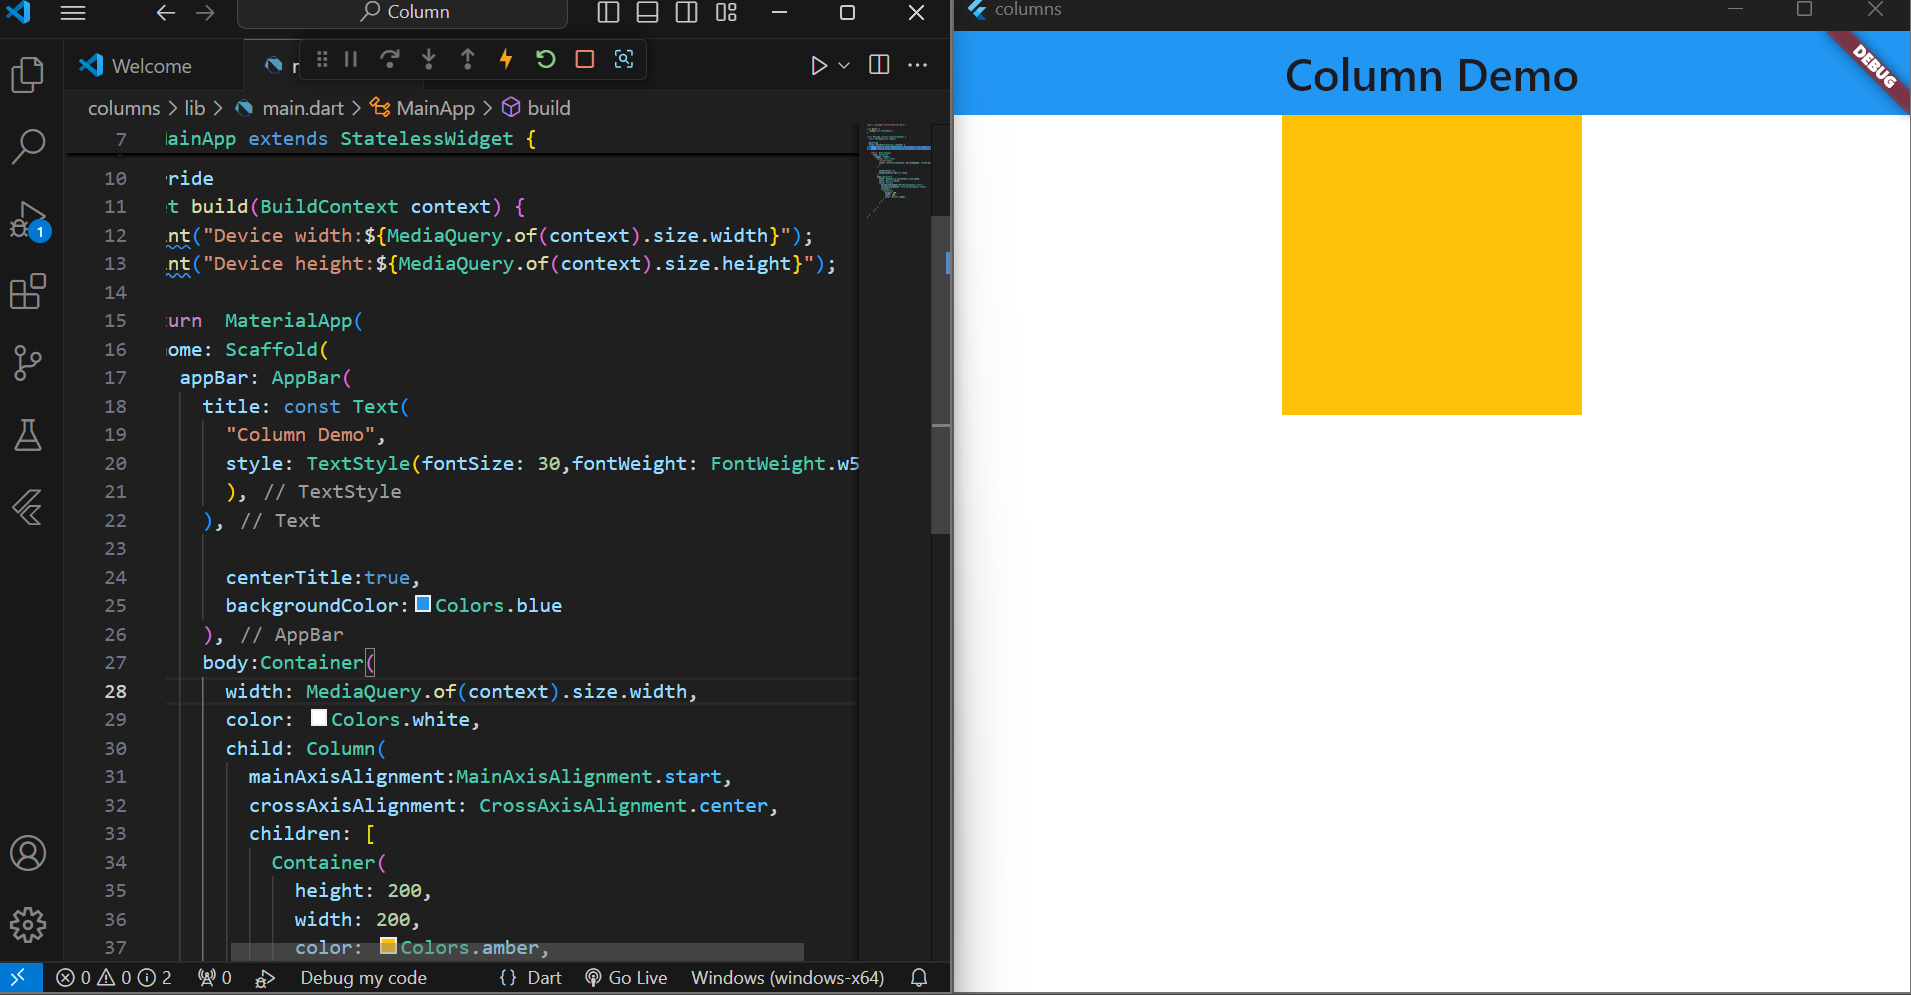 Column
Welcome
columns > lib > main.dart > MainApp > build
7 MainApp extends StatelessWidget {
10 ride
11 t build(BuildContext context) {
12 nt("Device width:${MediaQuery.of(context).size.width}");
13 nt("Device height:${MediaQuery.of(context).size.height}");
14
15 urn  MaterialApp(
16 ome: Scaffold(
17 appBar: AppBar(
18 title: const Text(
19 "Column Demo",
20 style: TextStyle(fontSize: 30,fontWeight: FontWeight.w5
21 ), // TextStyle
22 ), // Text
23
24 centerTitle:true,
25 backgroundColor: Colors.blue
26 ), // AppBar
27 body:Container(
28 width: MediaQuery.of(context).size.width,
29 color: Colors.white,
30 child: Column(
31 mainAxisAlignment:MainAxisAlignment.start,
32 crossAxisAlignment: CrossAxisAlignment.center,
33 children: [
34 Container(
35 height: 200,
36 width: 200,
37 color: Colors.amber,
1
0 0 2 0 Debug my code {} Dart Go Live Windows (windows-x64)
columns
Column Demo
DEBUG